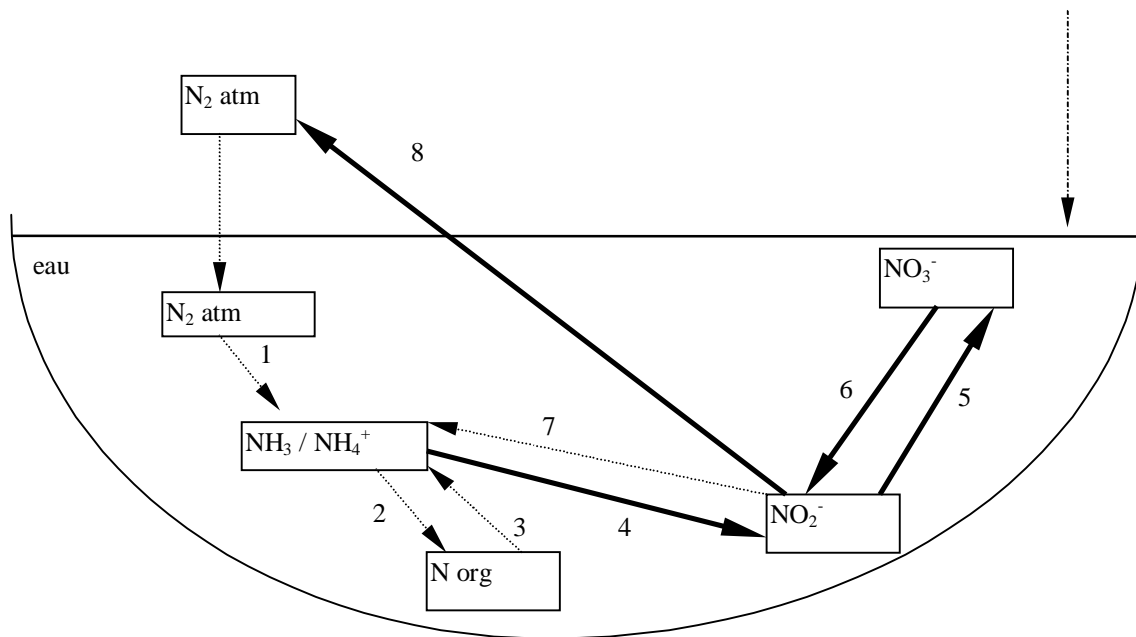 N₂ atm
8
eau
NO₃⁻
N₂ atm
1
6
5
7
NH₃ / NH₄⁺
2
3
4
NO₂⁻
N org